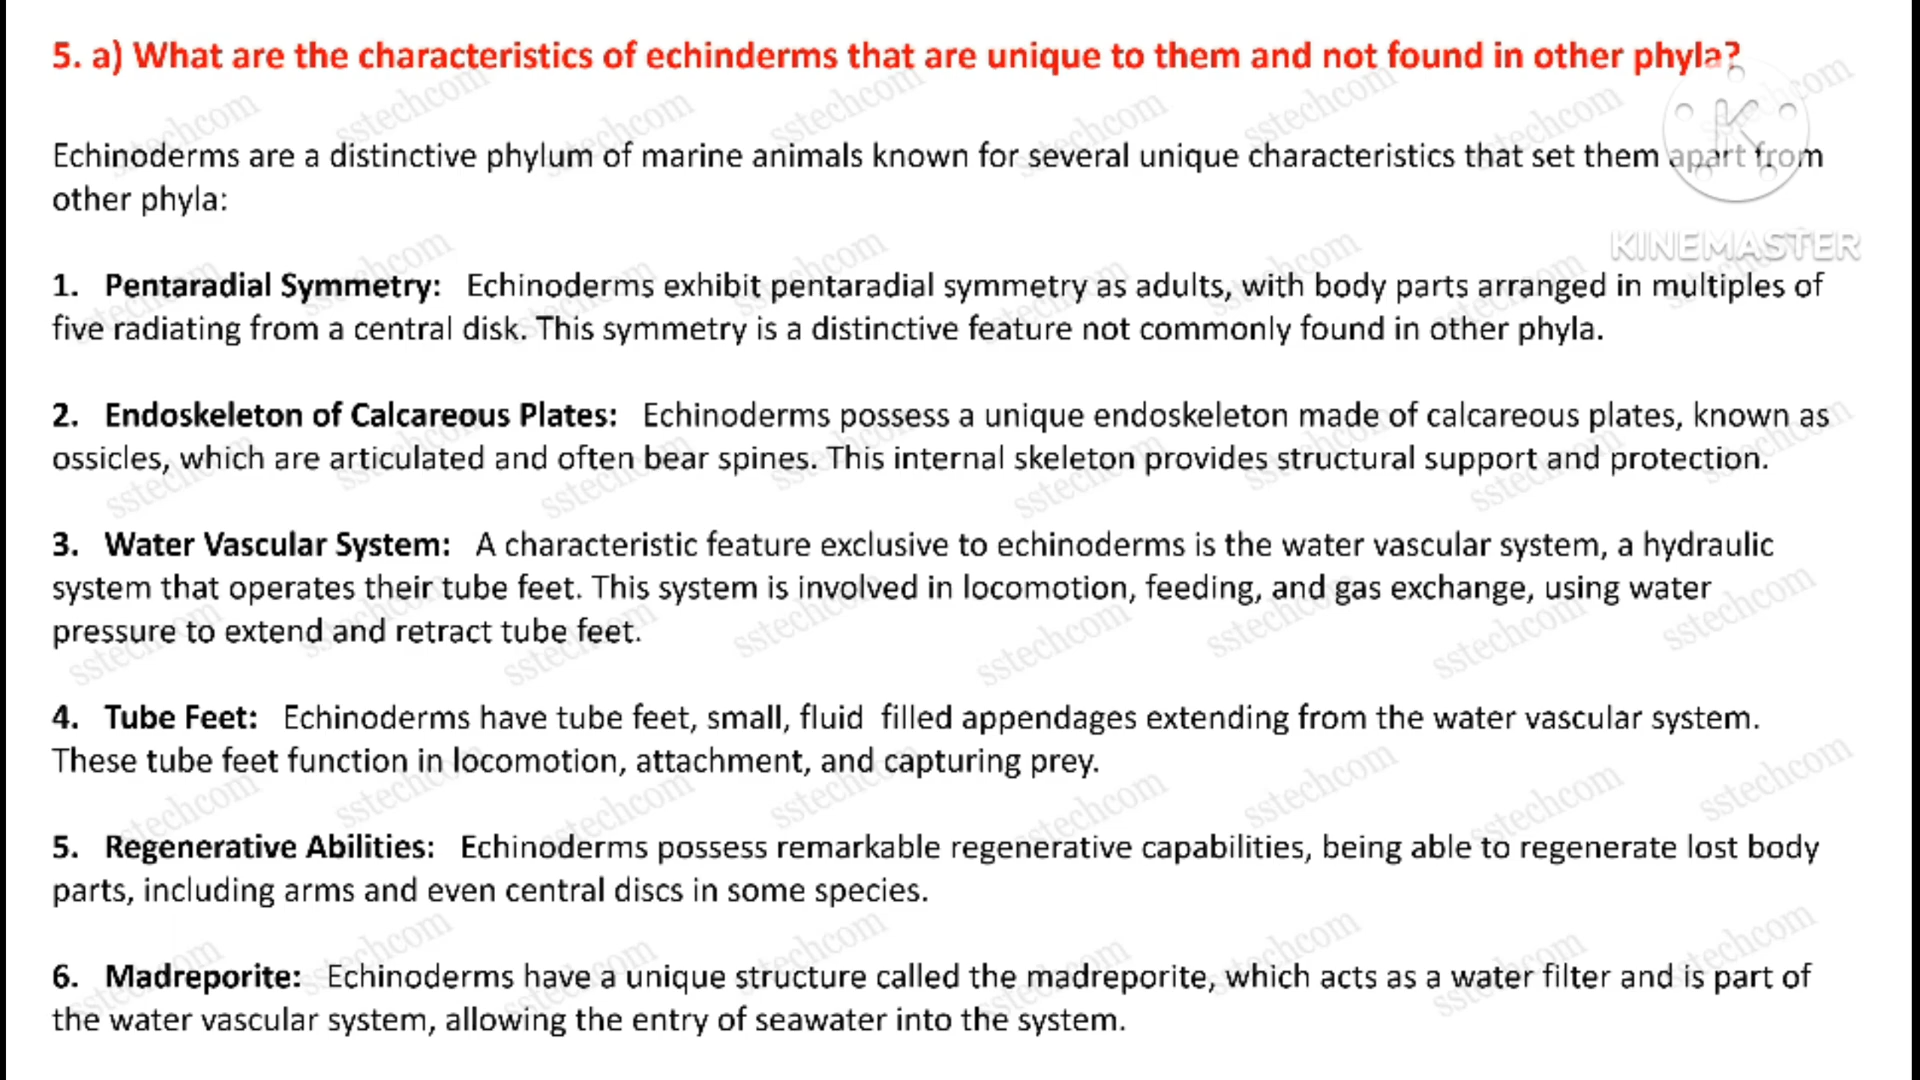 5. a) What are the characteristics of echinderms that are unique to them and not found in other phyla?
Echinoderms are a distinctive phylum of marine animals known for several unique characteristics that set them apart from
other phyla:
KINEMASTER
1. Pentaradial Symmetry: Echinoderms exhibit pentaradial symmetry as adults, with body parts arranged in multiples of
five radiating from a central disk. This symmetry is a distinctive feature not commonly found in other phyla.
2. Endoskeleton of Calcareous Plates: Echinoderms possess a unique endoskeleton made of calcareous plates, known as
ossicles, which are articulated and often bear spines. This internal skeleton provides structural support and protection.
3. Water Vascular System: A characteristic feature exclusive to echinoderms is the water vascular system, a hydraulic
system that operates their tube feet. This system is involved in locomotion, feeding, and gas exchange, using water
pressure to extend and retract tube feet.
4. Tube Feet: Echinoderms have tube feet, small, fluid filled appendages extending from the water vascular system.
These tube feet function in locomotion, attachment, and capturing prey.
5. Regenerative Abilities: Echinoderms possess remarkable regenerative capabilities, being able to regenerate lost body
parts, including arms and even central discs in some species.
6. Madreporite: Echinoderms have a unique structure called the madreporite, which acts as a water filter and is part of
the water vascular system, allowing the entry of seawater into the system.
sstechcom